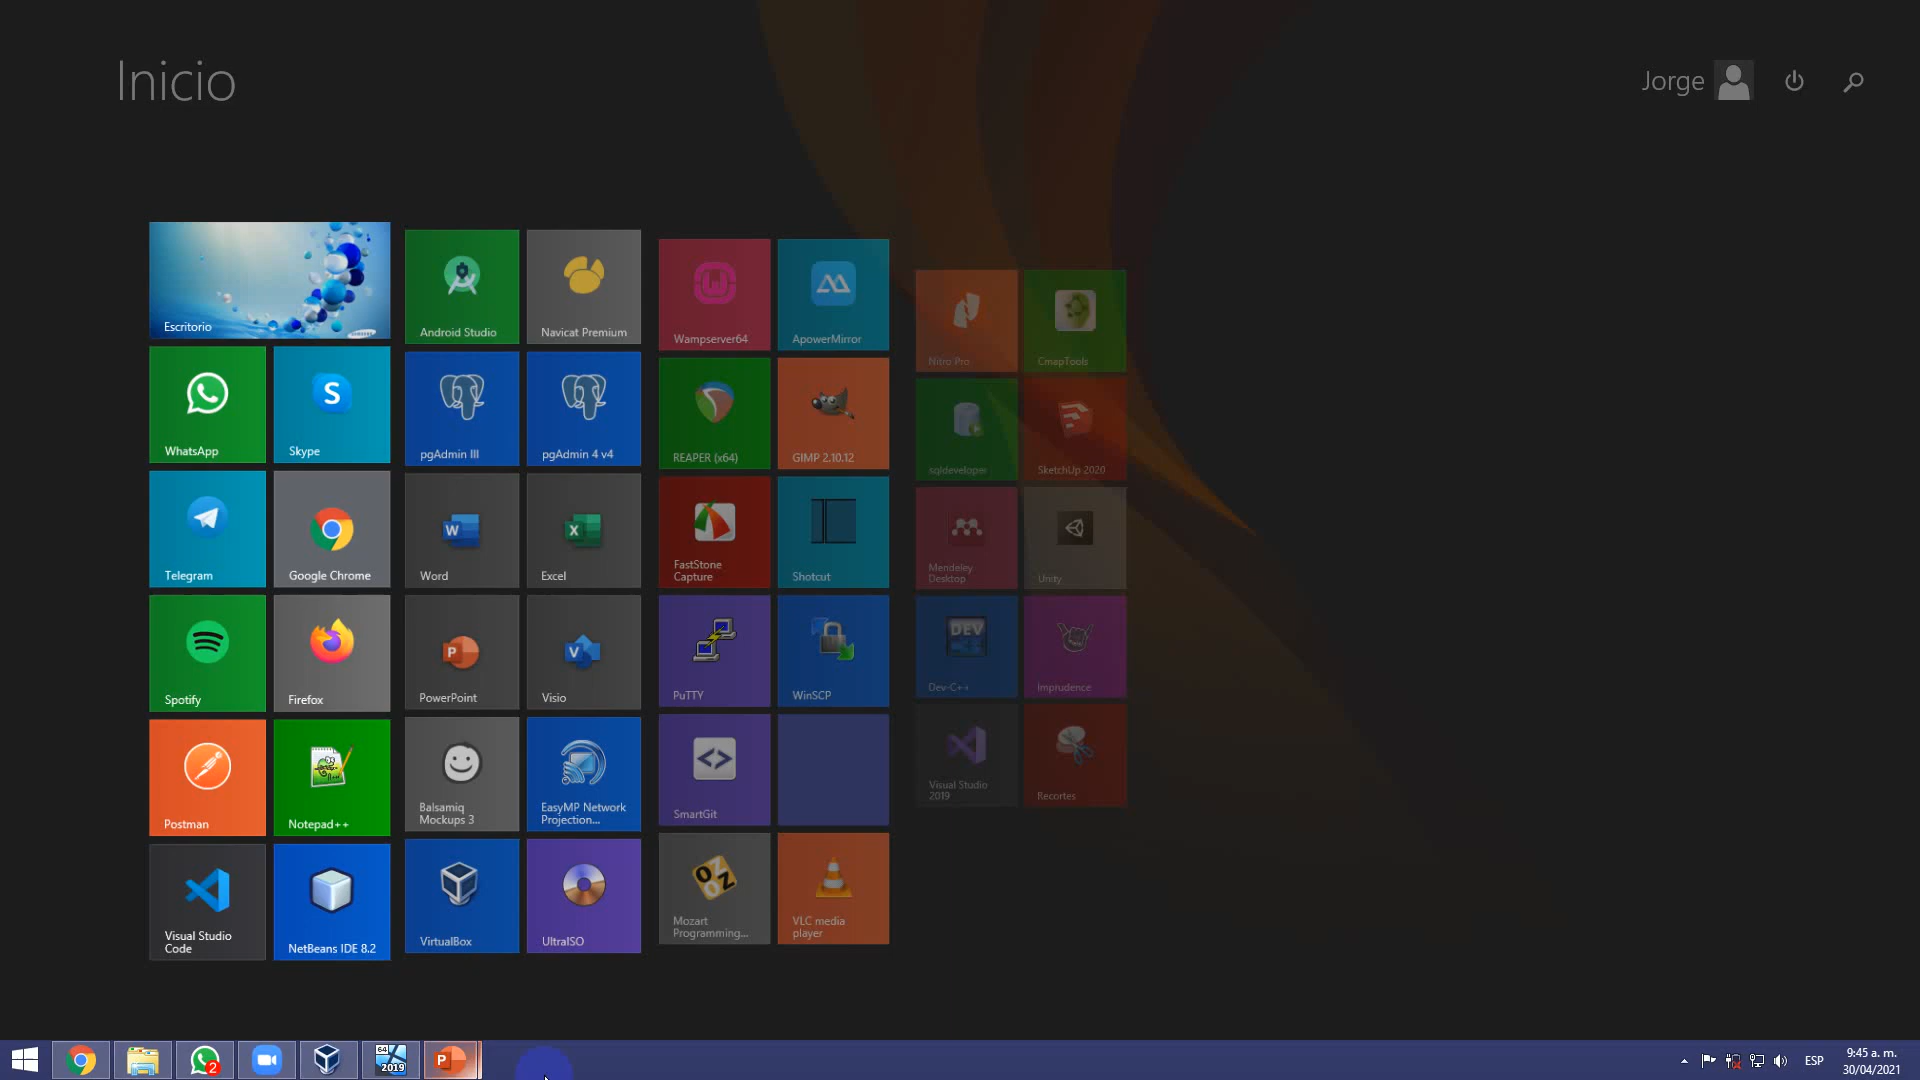 Inicio
Jorge
Escritorio
WhatsApp
Skype
Telegram
Google Chrome
Spotify
Firefox
Postman
Notepad++
Visual Studio
Code
NetBeans IDE 8.2
Android Studio
Navicat Premium
pgAdmin III
pgAdmin 4 v4
Word
Excel
PowerPoint
Visio
Balsamiq
Mockups 3
EasyMP Network
Projection...
VirtualBox
UltraISO
Wampserver64
ApowerMirror
REAPER (x64)
GIMP 2.10.12
FastStone
Capture
Shotcut
PuTTY
WinSCP
SmartGit
Mozart
Programming...
VLC media
player
Nitro Pro
CmapTools
sqldeveloper
SketchUp 2020
Mendeley
Desktop
Unity
DEV
Dev-C++
Imprudence
Visual Studio
2019
Recortes
2
64
2019
ESP
9:45 a. m.
30/04/2021